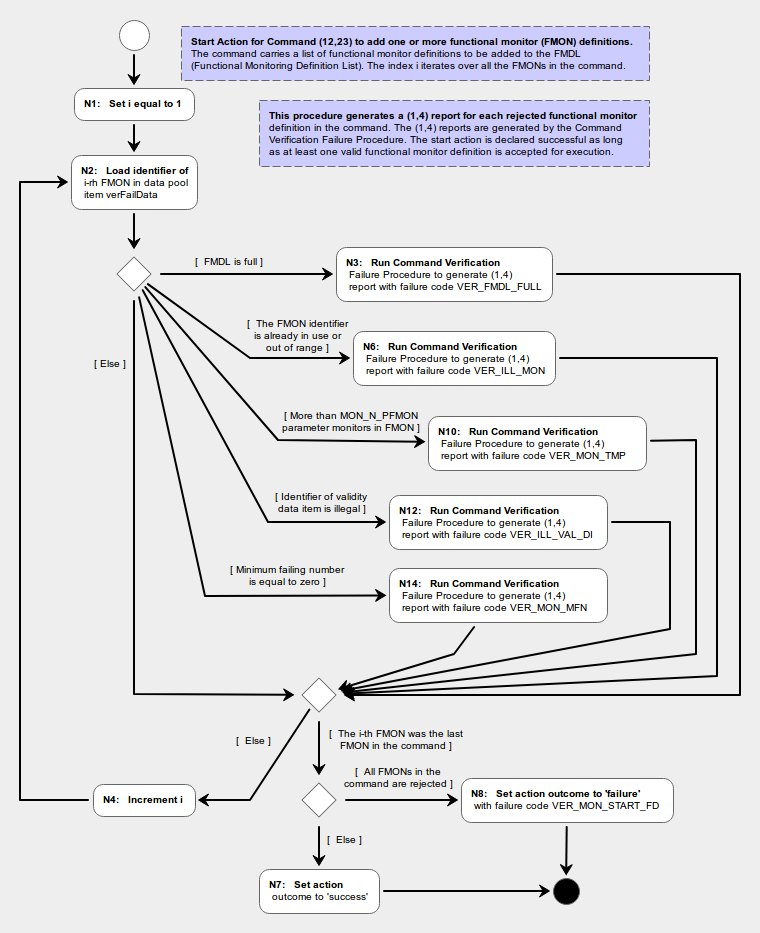 Start Action for Command (12,23) to add one or more functional monitor (FMON) definitions.
The command carries a list of functional monitor definitions to be added to the FMDL
(Functional Monitoring Definition List). The index i iterates over all the FMONs in the command.
N1: Set i equal to 1
This procedure generates a (1,4) report for each rejected functional monitor
definition in the command. The (1,4) reports are generated by the Command
Verification Failure Procedure. The start action is declared successful as long
as at least one valid functional monitor definition is accepted for execution.
N2: Load identifier of
i-rh FMON in data pool
item verFailData
[ FMDL is full ]
N3: Run Command Verification
Failure Procedure to generate (1,4)
report with failure code VER_FMDL_FULL
[ The FMON identifier
is already in use or
out of range ]
N6: Run Command Verification
Failure Procedure to generate (1,4)
report with failure code VER_ILL_MON
[ Else ]
[ More than MON_N_PFMON
parameter monitors in FMON ]
N10: Run Command Verification
Failure Procedure to generate (1,4)
report with failure code VER_MON_TMP
[ Identifier of validity
data item is illegal ]
N12: Run Command Verification
Failure Procedure to generate (1,4)
report with failure code VER_ILL_VAL_DI
[ Minimum failing number
is equal to zero ]
N14: Run Command Verification
Failure Procedure to generate (1,4)
report with failure code VER_MON_MFN
[ Else ]
[ The i-th FMON was the last
FMON in the command ]
[ All FMONs in the
command are rejected ]
N4: Increment i
N8: Set action outcome to 'failure'
with failure code VER_MON_START_FD
[ Else ]
N7: Set action
outcome to 'success'